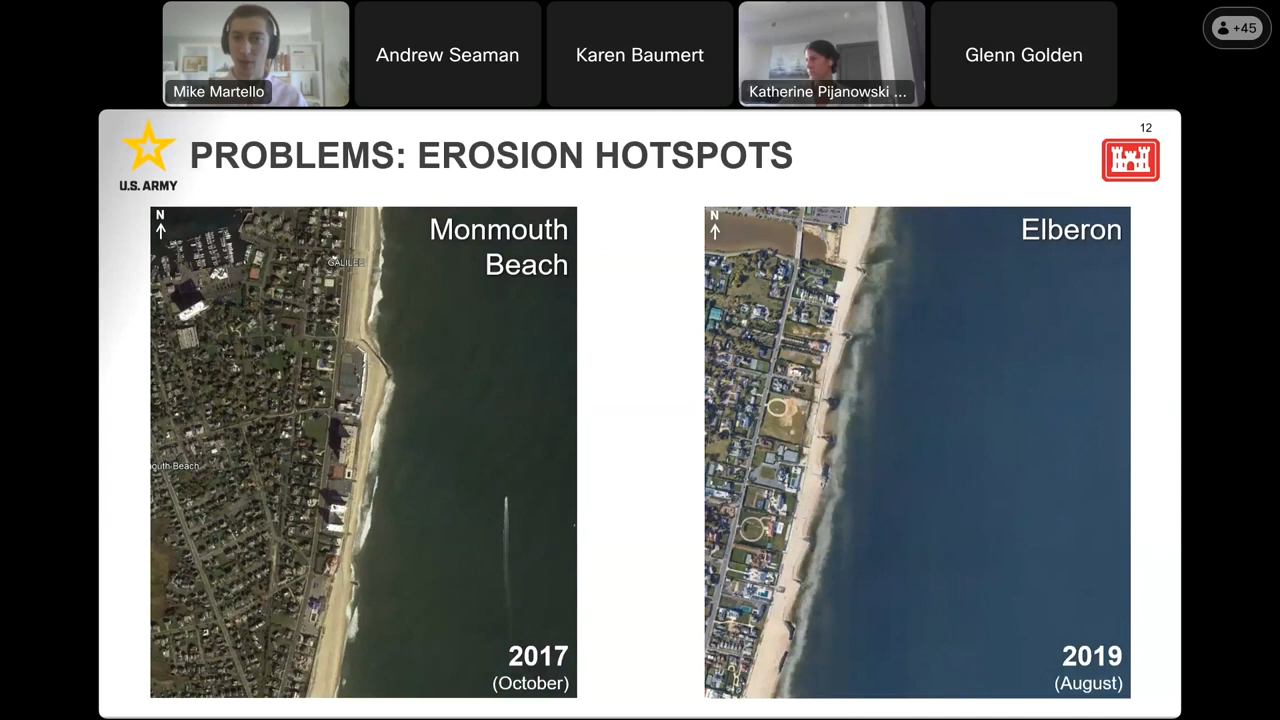 Mike Martello
Andrew Seaman
Karen Baumert
Katherine Pijanowski ...
Glenn Golden
+45
12
U.S. ARMY
PROBLEMS: EROSION HOTSPOTS
N
Monmouth
Beach
GALILEE
outh Beach
2017
(October)
N
Elberon
2019
(August)